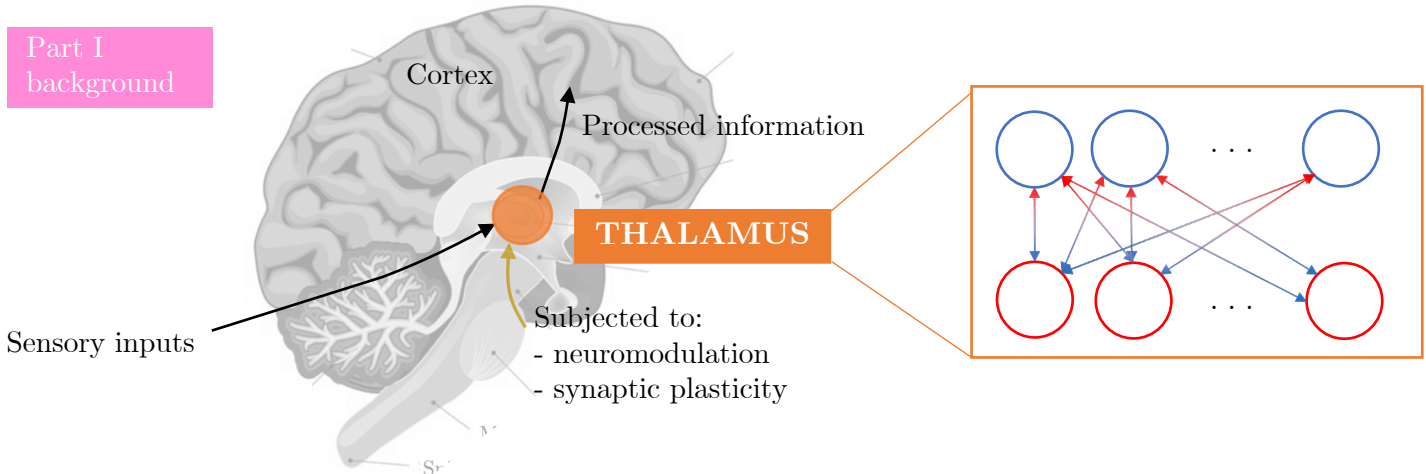 Part I
background
Cortex
Processed information
THALAMUS
Sensory inputs
Subjected to:
- neuromodulation
- synaptic plasticity
. . .
. . .